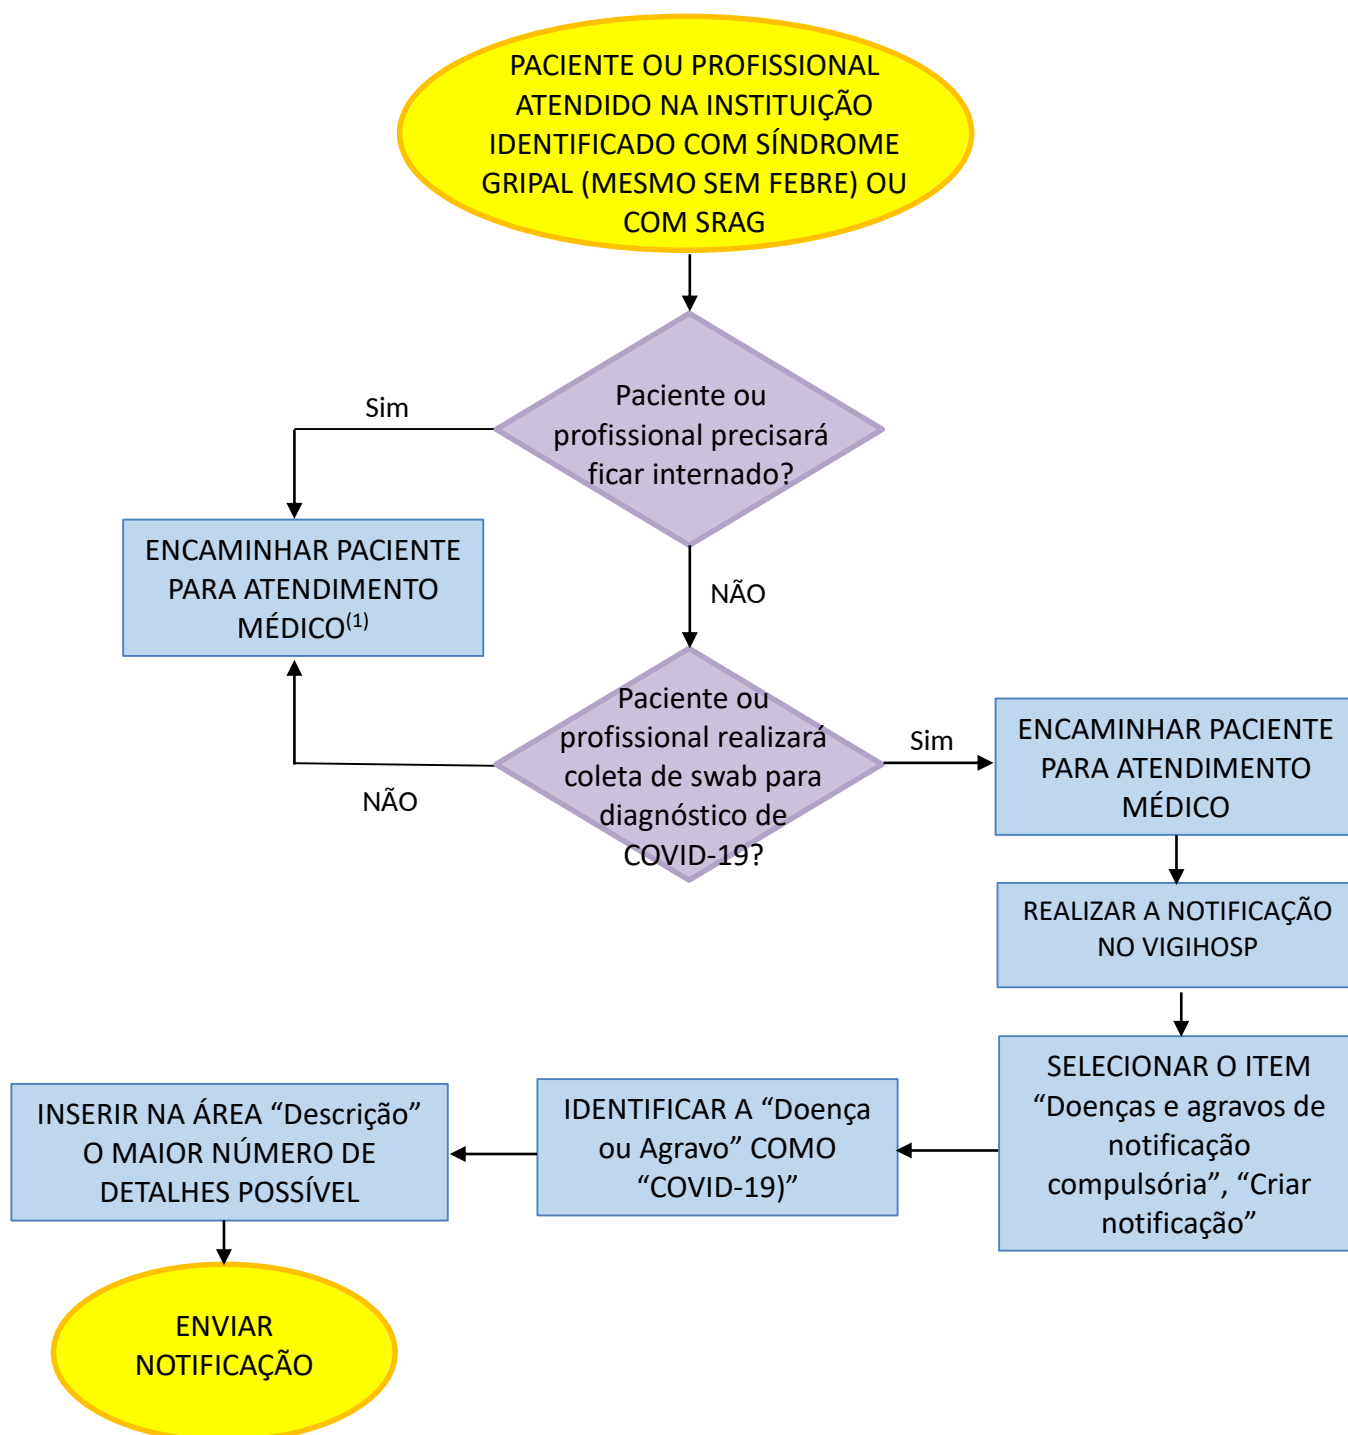 PACIENTE OU PROFISSIONAL
ATENDIDO NA INSTITUIÇÃO
IDENTIFICADO COM SÍNDROME
GRIPAL (MESMO SEM FEBRE) OU
COM SRAG
Paciente ou
profissional precisará
ficar internado?
Sim
ENCAMINHAR PACIENTE
PARA ATENDIMENTO
MÉDICO(1)
NÃO
Paciente ou
profissional realizará
coleta de swab para
diagnóstico de
COVID-19?
NÃO
Sim
ENCAMINHAR PACIENTE
PARA ATENDIMENTO
MÉDICO
REALIZAR A NOTIFICAÇÃO
NO VIGIHOSP
SELECIONAR O ITEM
“Doenças e agravos de
notificação
compulsória”, “Criar
notificação”
IDENTIFICAR A “Doença
ou Agravo” COMO
“COVID-19)”
INSERIR NA ÁREA “Descrição”
O MAIOR NÚMERO DE
DETALHES POSSÍVEL
ENVIAR
NOTIFICAÇÃO